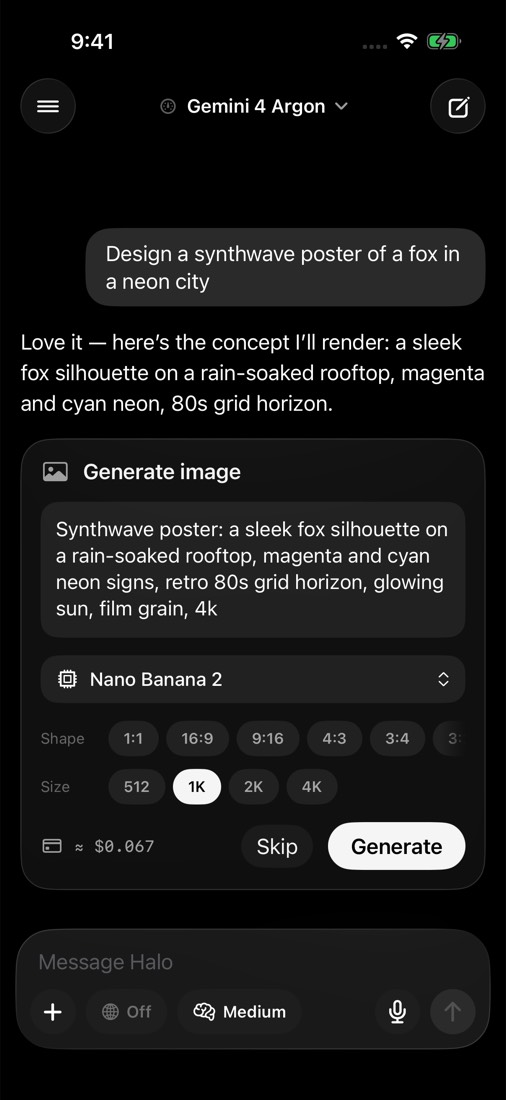 9:41
Gemini 4 Argon
Design a synthwave poster of a fox in
a neon city
Love it — here's the concept I'll render: a sleek
fox silhouette on a rain-soaked rooftop, magenta
and cyan neon, 80s grid horizon.
Generate image
Synthwave poster: a sleek fox silhouette on
a rain-soaked rooftop, magenta and cyan
neon signs, retro 80s grid horizon, glowing
sun, film grain, 4k
Nano Banana 2
Shape 1:1 16:9 9:16 4:3 3:4
Size 512 1K 2K 4K
≈ $0.067 Skip Generate
Message Halo
Off Medium